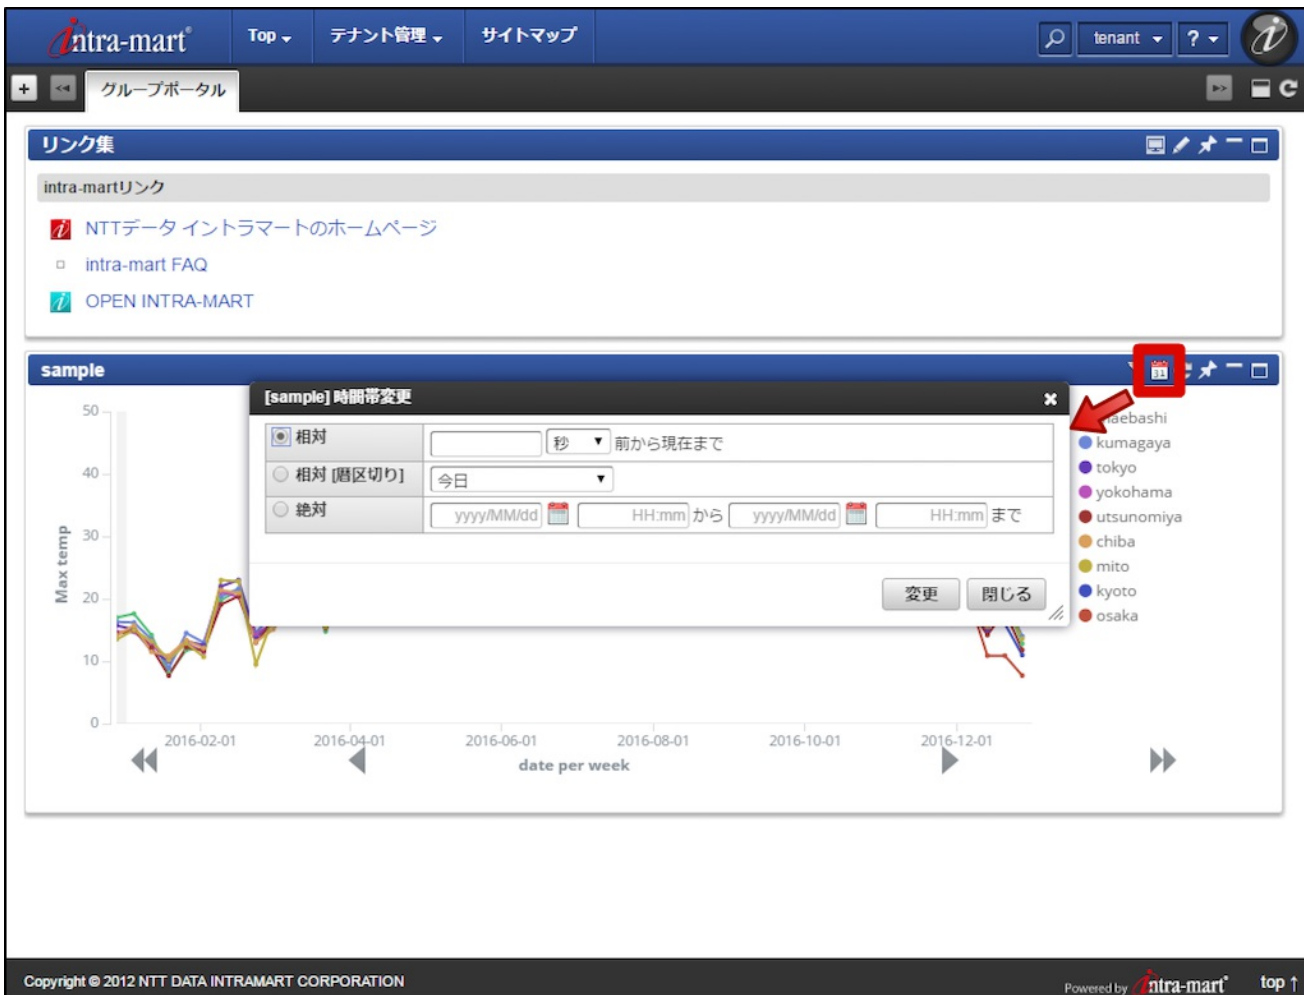 intra-mart® Top テナント管理 サイトマップ tenant ?
グループポータル
リンク集
intra-martリンク
NTTデータ イントラマートのホームページ
intra-mart FAQ
OPEN INTRA-MART
sample
31
[sample] 時間帯変更
相対 秒 前から現在まで
相対 [暦区切り] 今日
絶対 yyyy/MM/dd HH:mm から yyyy/MM/dd HH:mm まで
変更 閉じる
aebashi
kumagaya
tokyo
yokohama
utsunomiya
chiba
mito
kyoto
osaka
Max temp
50
40
30
20
10
0
2016-02-01 2016-04-01 2016-06-01 2016-08-01 2016-10-01 2016-12-01
date per week
Copyright © 2012 NTT DATA INTRAMART CORPORATION
Powered by intra-mart® top ↑